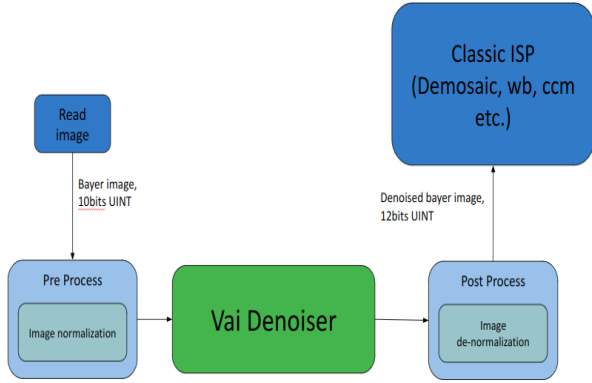 Read
image
Bayer image,
10bits UINT
Pre Process
Image normalization
Vai Denoiser
Post Process
Image
de-normalization
Denoised bayer image,
12bits UINT
Classic ISP
(Demosaic, wb, ccm
etc.)